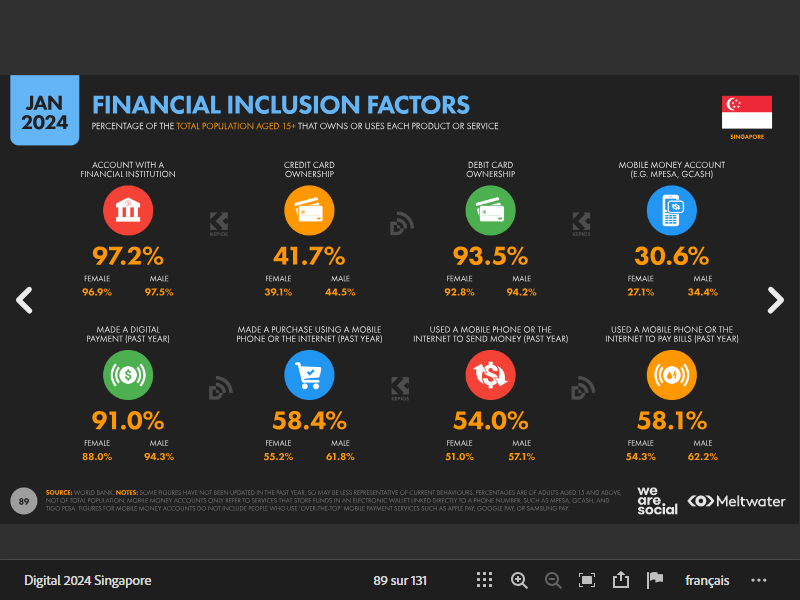 JAN
2024
FINANCIAL INCLUSION FACTORS
PERCENTAGE OF THE TOTAL POPULATION AGED 15+ THAT OWNS OR USES EACH PRODUCT OR SERVICE
SINGAPORE
ACCOUNT WITH A
FINANCIAL INSTITUTION
97.2%
FEMALE MALE
96.9% 97.5%
CREDIT CARD
OWNERSHIP
41.7%
FEMALE MALE
39.1% 44.5%
DEBIT CARD
OWNERSHIP
93.5%
FEMALE MALE
92.8% 94.2%
MOBILE MONEY ACCOUNT
(E.G. MPESA, GCASH)
30.6%
FEMALE MALE
27.1% 34.4%
KEPIOS
KEPIOS
MADE A DIGITAL
PAYMENT (PAST YEAR)
91.0%
FEMALE MALE
88.0% 94.3%
MADE A PURCHASE USING A MOBILE
PHONE OR THE INTERNET (PAST YEAR)
58.4%
FEMALE MALE
55.2% 61.8%
USED A MOBILE PHONE OR THE
INTERNET TO SEND MONEY (PAST YEAR)
54.0%
FEMALE MALE
51.0% 57.1%
USED A MOBILE PHONE OR THE
INTERNET TO PAY BILLS (PAST YEAR)
58.1%
FEMALE MALE
54.3% 62.2%
KEPIOS
89
SOURCE: WORLD BANK. NOTES: SOME FIGURES HAVE NOT BEEN UPDATED IN THE PAST YEAR, SO MAY BE LESS REPRESENTATIVE OF CURRENT BEHAVIOURS. PERCENTAGES ARE OF ADULTS AGED 15 AND ABOVE,
NOT OF TOTAL POPULATION. MOBILE MONEY ACCOUNTS ONLY REFER TO SERVICES THAT STORE FUNDS IN AN ELECTRONIC WALLET LINKED DIRECTLY TO A PHONE NUMBER, SUCH AS MPESA, GCASH, AND
TIGO PESA. FIGURES FOR MOBILE MONEY ACCOUNTS DO NOT INCLUDE PEOPLE WHO USE 'OVER-THE-TOP' MOBILE PAYMENT SERVICES SUCH AS APPLE PAY, GOOGLE PAY, OR SAMSUNG PAY.
we
are.
social
Meltwater
Digital 2024 Singapore
89 sur 131
français